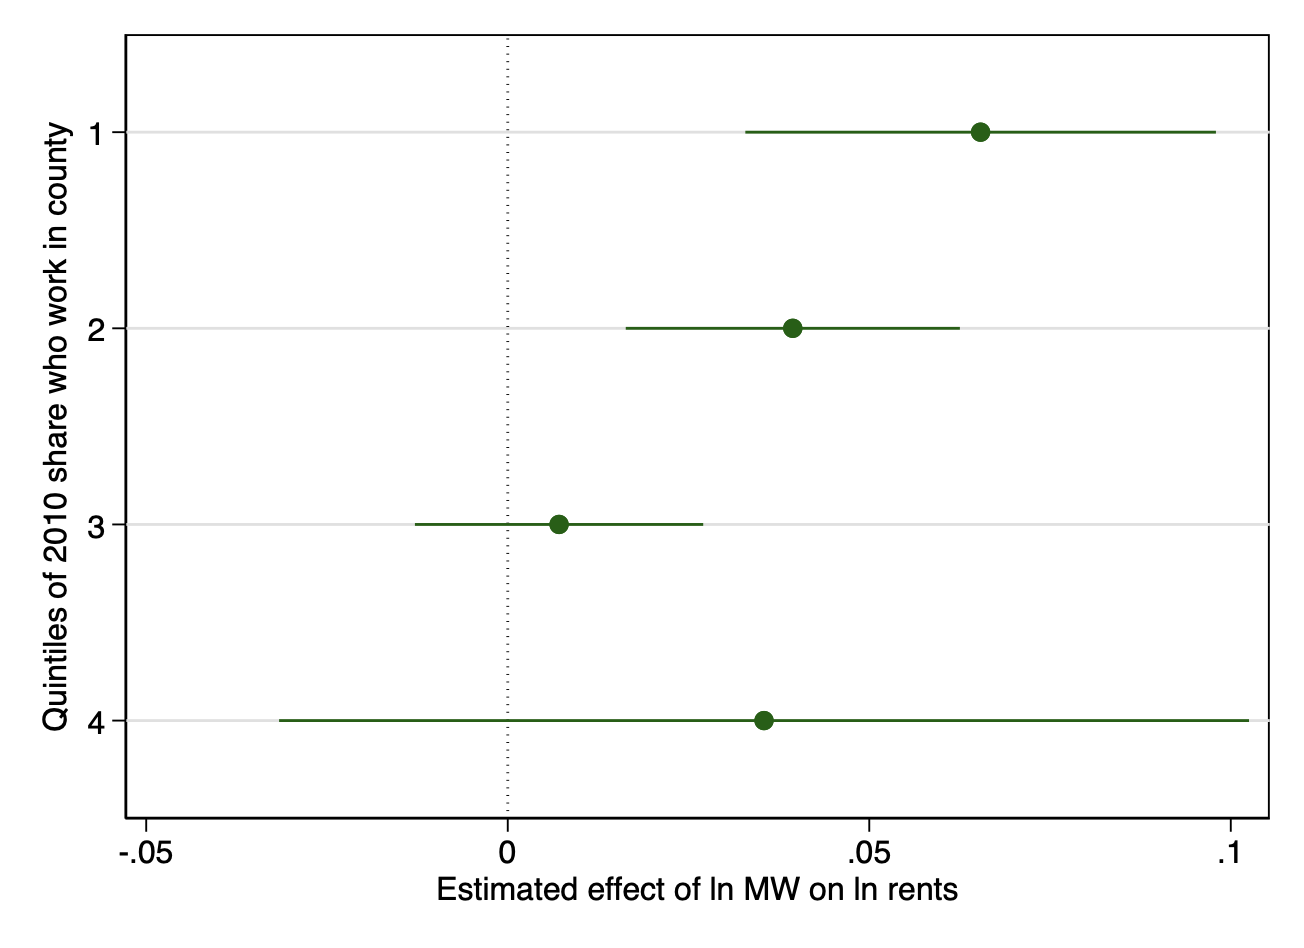 Quintiles of 2010 share who work in county
1
2
3
4
-.05 0 .05 .1
Estimated effect of ln MW on ln rents